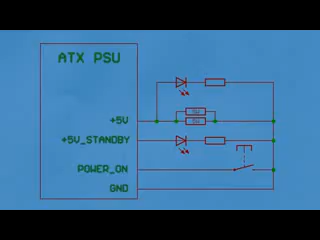 ATX PSU
+5V
+5V_STANDBY
POWER_ON
GND